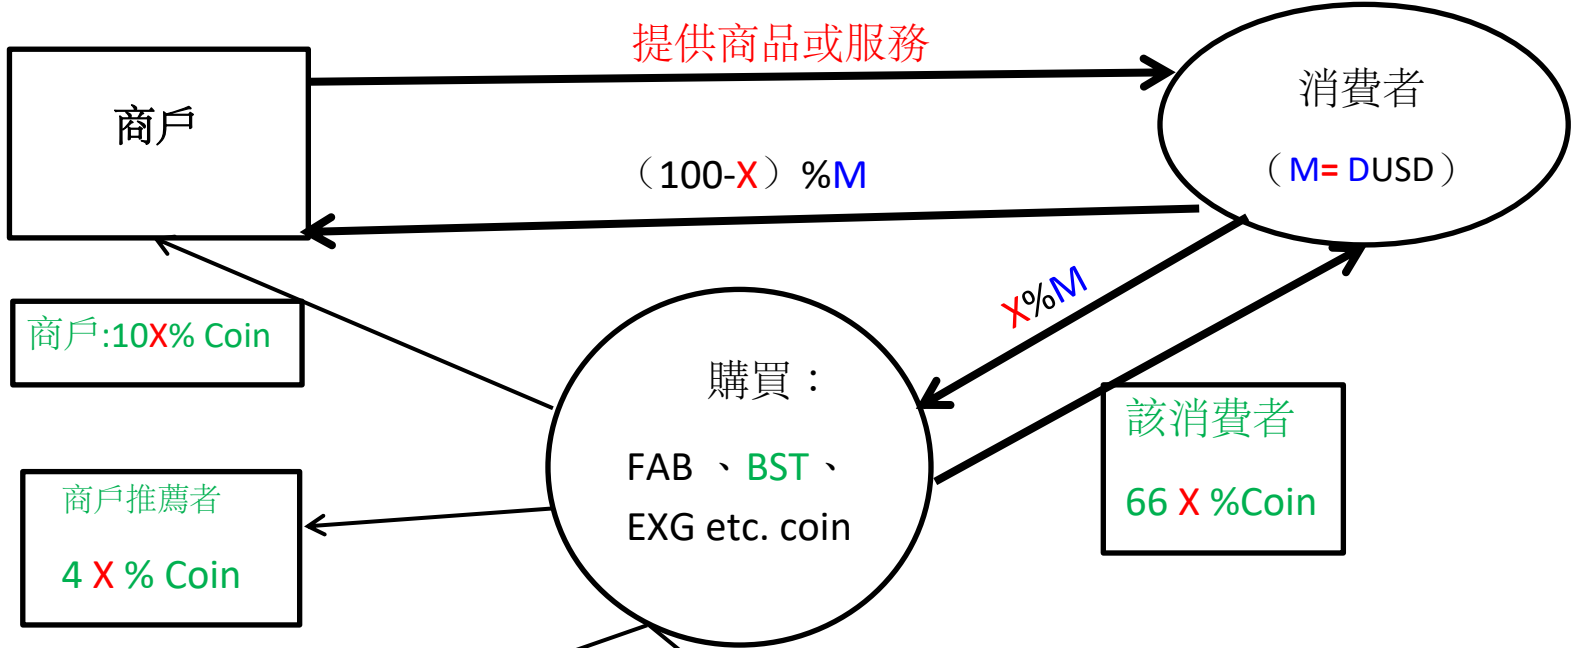 提供商品或服務
商戶
消費者
（M= DUSD）
（100-X）%M
X%M
商戶:10X% Coin
購買：
FAB 、BST、
EXG etc. coin
該消費者
66 X %Coin
商戶推薦者
4 X % Coin